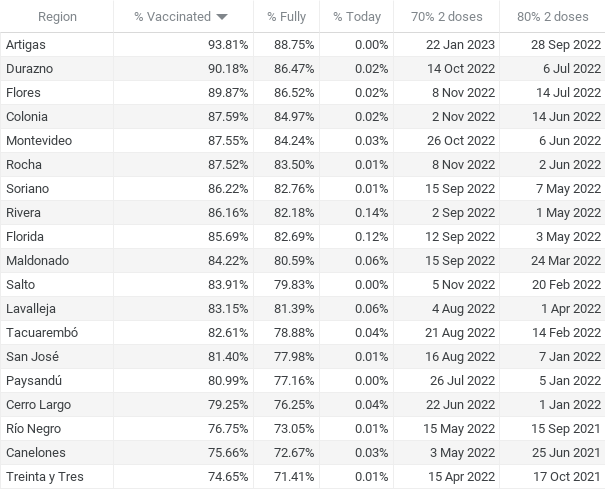 Region % Vaccinated % Fully % Today 70% 2 doses 80% 2 doses
Artigas 93.81% 88.75% 0.00% 22 Jan 2023 28 Sep 2022
Durazno 90.18% 86.47% 0.02% 14 Oct 2022 6 Jul 2022
Flores 89.87% 86.52% 0.02% 8 Nov 2022 14 Jul 2022
Colonia 87.59% 84.97% 0.02% 2 Nov 2022 14 Jun 2022
Montevideo 87.55% 84.24% 0.03% 26 Oct 2022 6 Jun 2022
Rocha 87.52% 83.50% 0.01% 8 Nov 2022 2 Jun 2022
Soriano 86.22% 82.76% 0.01% 15 Sep 2022 7 May 2022
Rivera 86.16% 82.18% 0.14% 2 Sep 2022 1 May 2022
Florida 85.69% 82.69% 0.12% 12 Sep 2022 3 May 2022
Maldonado 84.22% 80.59% 0.06% 15 Sep 2022 24 Mar 2022
Salto 83.91% 79.83% 0.00% 5 Nov 2022 20 Feb 2022
Lavalleja 83.15% 81.39% 0.06% 4 Aug 2022 1 Apr 2022
Tacuarembó 82.61% 78.88% 0.04% 21 Aug 2022 14 Feb 2022
San José 81.40% 77.98% 0.01% 16 Aug 2022 7 Jan 2022
Paysandú 80.99% 77.16% 0.00% 26 Jul 2022 5 Jan 2022
Cerro Largo 79.25% 76.25% 0.04% 22 Jun 2022 1 Jan 2022
Río Negro 76.75% 73.05% 0.01% 15 May 2022 15 Sep 2021
Canelones 75.66% 72.67% 0.03% 3 May 2022 25 Jun 2021
Treinta y Tres 74.65% 71.41% 0.01% 15 Apr 2022 17 Oct 2021